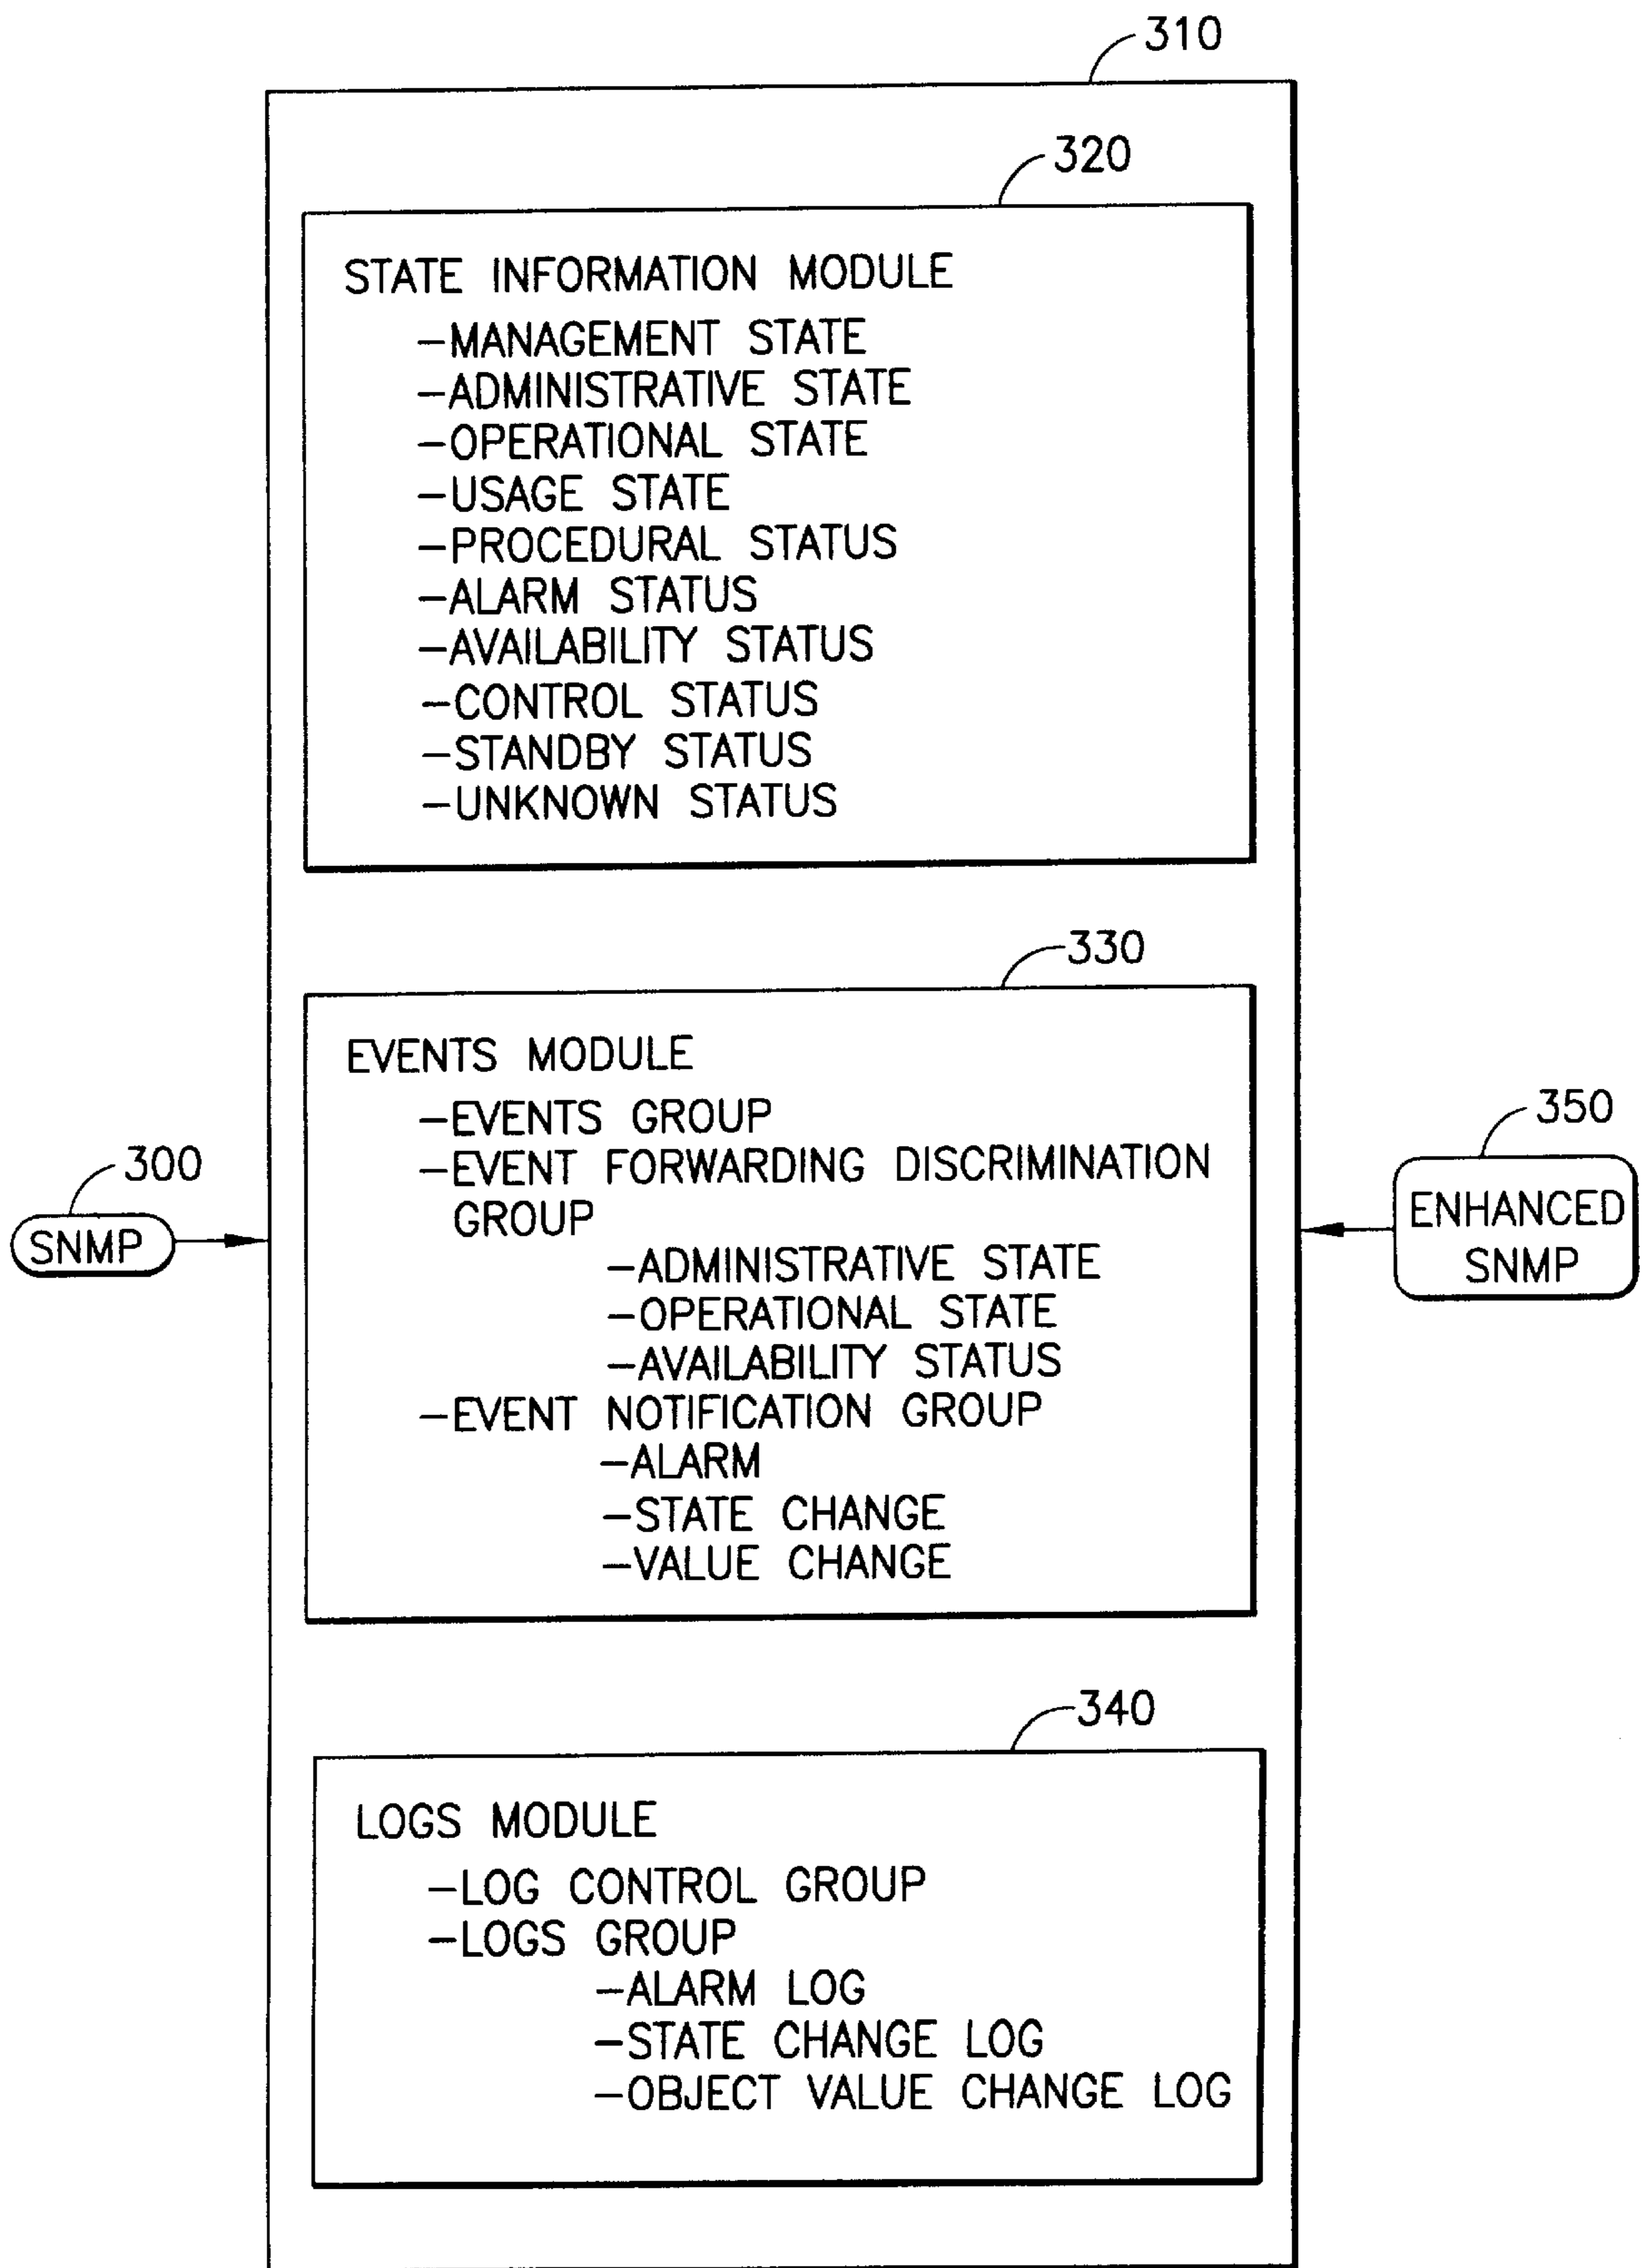 310
320
STATE INFORMATION MODULE
-MANAGEMENT STATE
-ADMINISTRATIVE STATE
-OPERATIONAL STATE
-USAGE STATE
-PROCEDURAL STATUS
-ALARM STATUS
-AVAILABILITY STATUS
-CONTROL STATUS
-STANDBY STATUS
-UNKNOWN STATUS
330
EVENTS MODULE
-EVENTS GROUP
-EVENT FORWARDING DISCRIMINATION
GROUP
-ADMINISTRATIVE STATE
-OPERATIONAL STATE
-AVAILABILITY STATUS
-EVENT NOTIFICATION GROUP
-ALARM
-STATE CHANGE
-VALUE CHANGE
300
SNMP
350
ENHANCED
SNMP
340
LOGS MODULE
-LOG CONTROL GROUP
-LOGS GROUP
-ALARM LOG
-STATE CHANGE LOG
-OBJECT VALUE CHANGE LOG